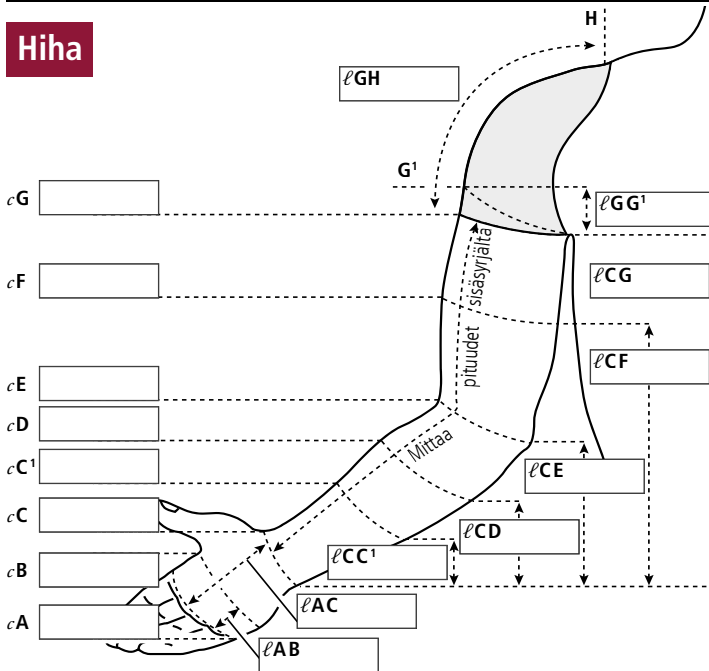 H
Hiha
ℓGH
G¹
cG
ℓGG¹
sisäsyrjältä
ℓCG
cF
pituudet
ℓCF
cE
cD
Mittaa
cC¹
ℓCE
cC
ℓCD
ℓCC¹
cB
ℓAC
cA
ℓAB